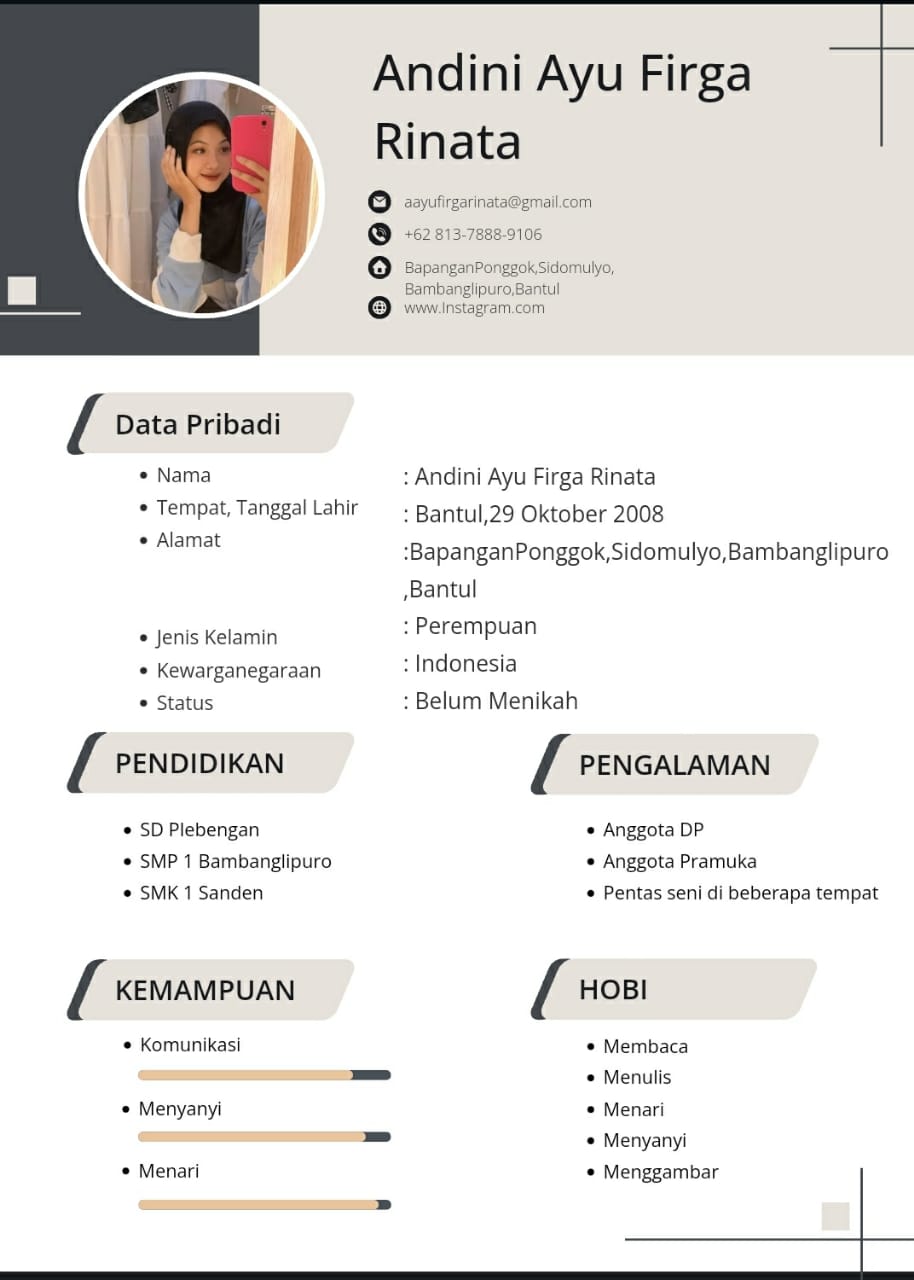 Andini Ayu Firga
Rinata
aayufirgarinata@gmail.com
+62 813-7888-9106
BapanganPonggok,Sidomulyo,
Bambanglipuro,Bantul
www.Instagram.com
Data Pribadi
• Nama : Andini Ayu Firga Rinata
• Tempat, Tanggal Lahir : Bantul,29 Oktober 2008
• Alamat :BapanganPonggok,Sidomulyo,Bambanglipuro
,Bantul
• Jenis Kelamin : Perempuan
• Kewarganegaraan : Indonesia
• Status : Belum Menikah
PENDIDIKAN
• SD Plebengan
• SMP 1 Bambanglipuro
• SMK 1 Sanden
PENGALAMAN
• Anggota DP
• Anggota Pramuka
• Pentas seni di beberapa tempat
KEMAMPUAN
• Komunikasi
• Menyanyi
• Menari
HOBI
• Membaca
• Menulis
• Menari
• Menyanyi
• Menggambar